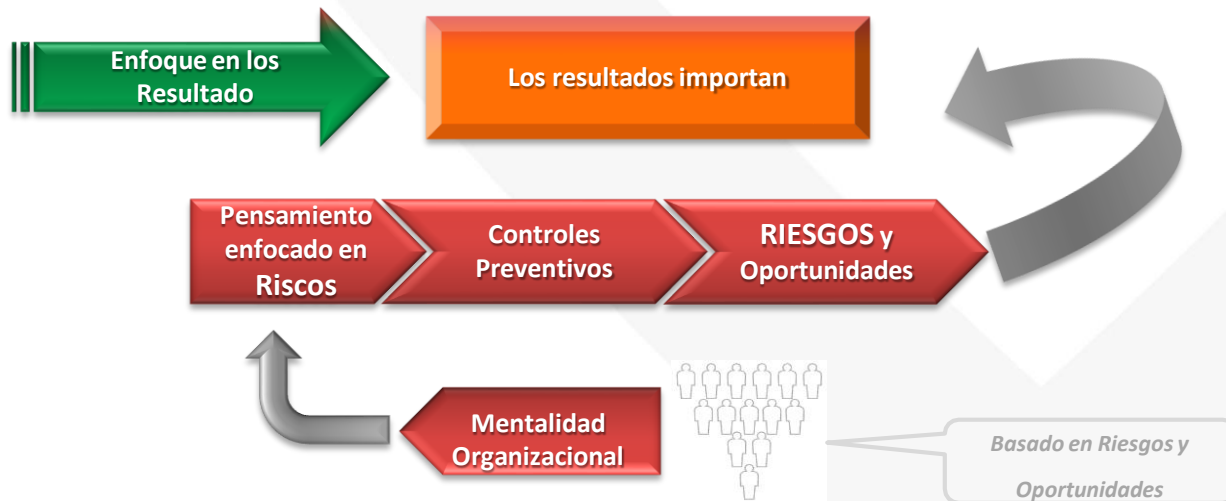 Enfoque en los
Resultado
Los resultados importan
Pensamiento
enfocado en
Riscos
Controles
Preventivos
RIESGOS y
Oportunidades
Mentalidad
Organizacional
Basado en Riesgos y
Oportunidades